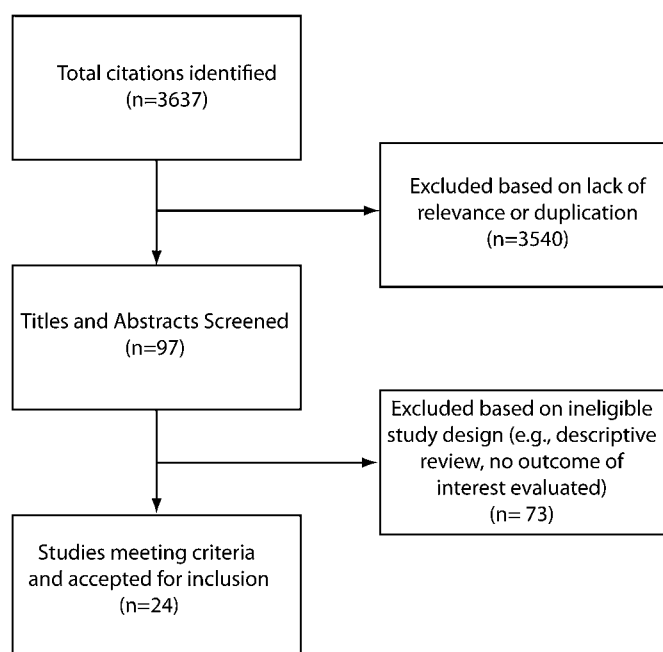 Total citations identified
(n=3637)
Excluded based on lack of
relevance or duplication
(n=3540)
Titles and Abstracts Screened
(n=97)
Excluded based on ineligible
study design (e.g., descriptive
review, no outcome of
interest evaluated)
(n= 73)
Studies meeting criteria
and accepted for inclusion
(n=24)